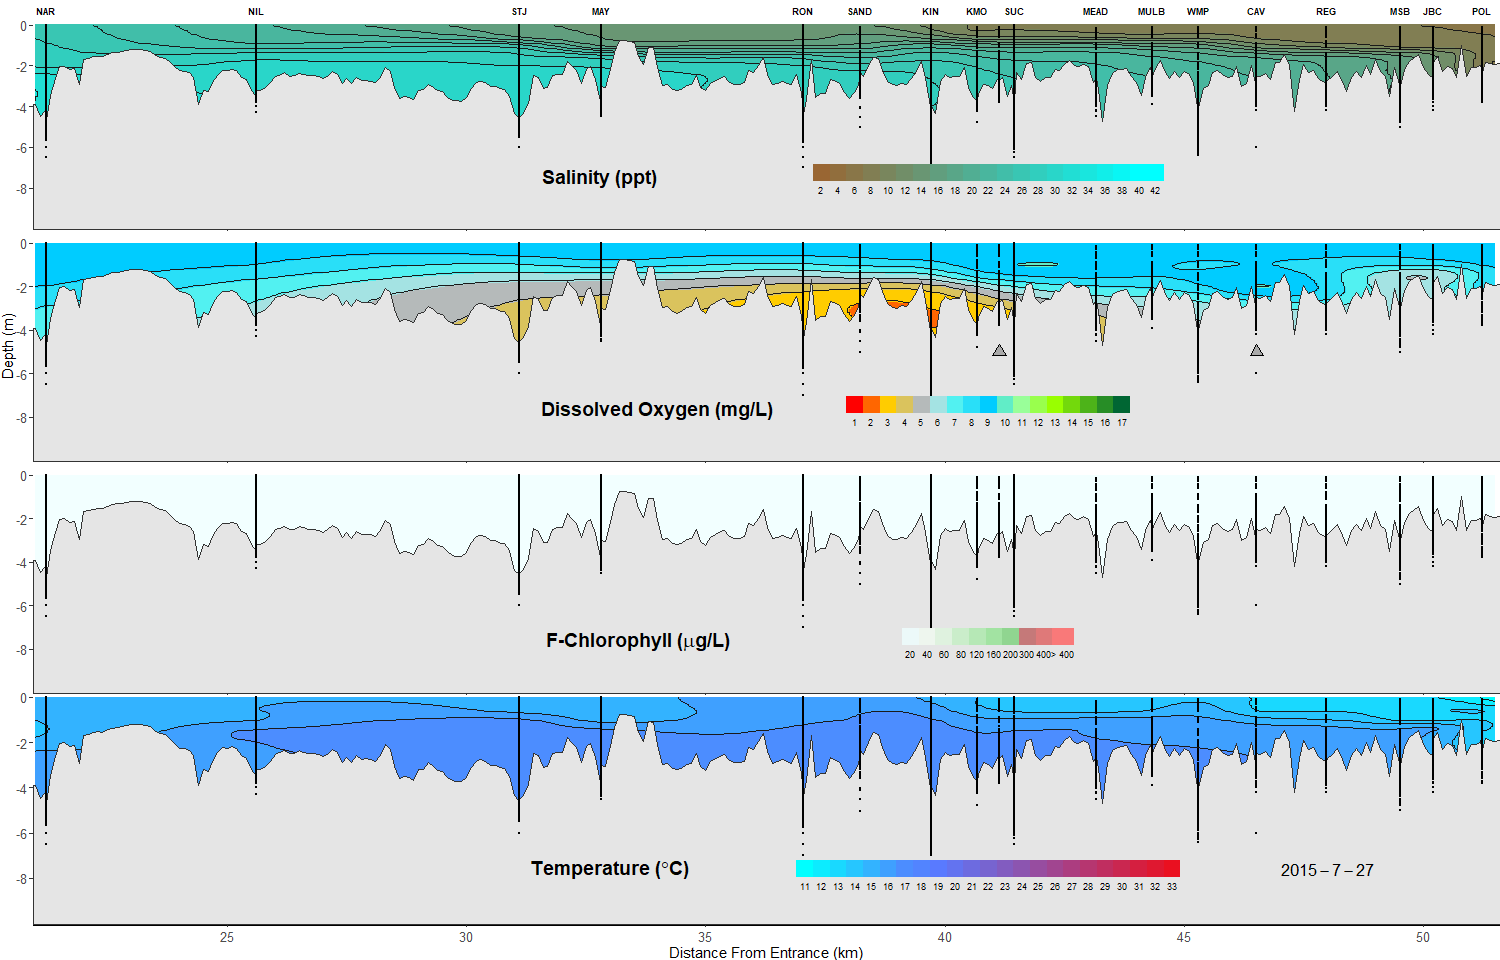 NAR NIL STJ MAY RON SAND KIN KMO SUC MEAD MULB WMP CAV REG MSB JBC POL
0
-2
-4
-6
-8
Salinity (ppt)
2 4 6 8 10 12 14 16 18 20 22 24 26 28 30 32 34 36 38 40 42
0
-2
-4
-6
-8
Dissolved Oxygen (mg/L)
1 2 3 4 5 6 7 8 9 10 11 12 13 14 15 16 17
Depth (m)
0
-2
-4
-6
-8
F-Chlorophyll (μg/L)
20 40 60 80 120 160 200 300 400> 400
0
-2
-4
-6
-8
Temperature (°C)
11 12 13 14 15 16 17 18 19 20 21 22 23 24 25 26 27 28 29 30 31 32 33
2015 – 7 – 27
25 30 35 40 45 50
Distance From Entrance (km)